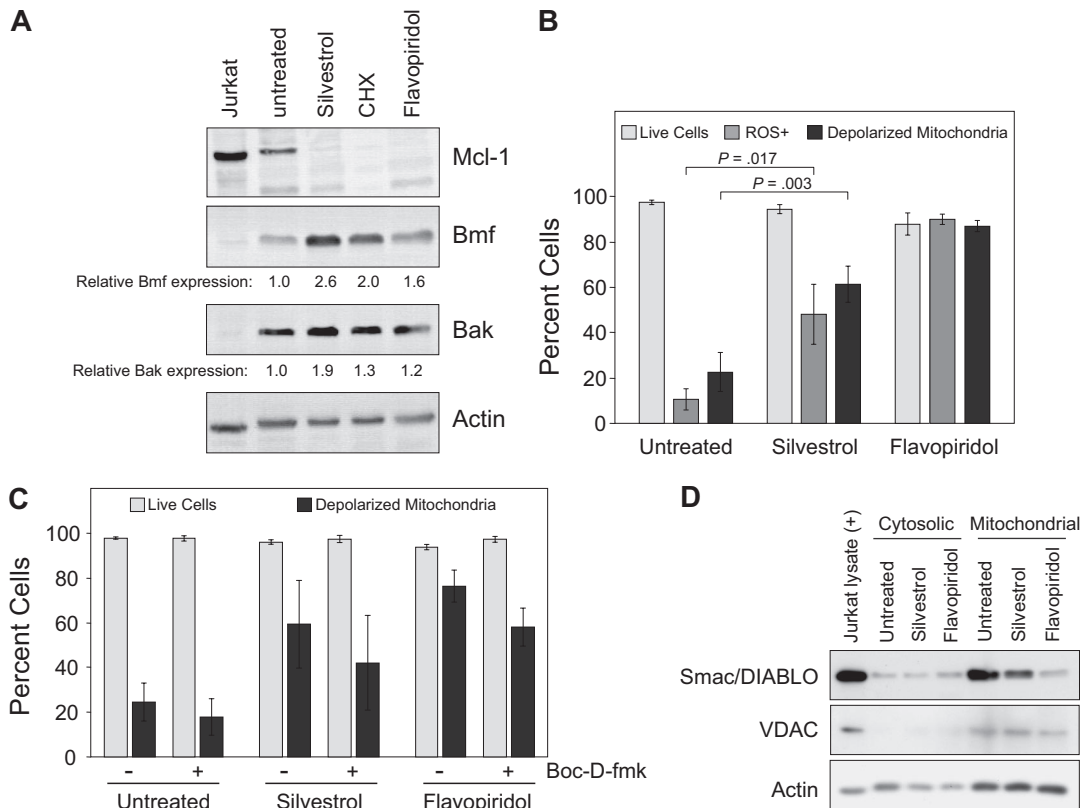 A
Jurkat
untreated
Silvestrol
CHX
Flavopiridol
Mcl-1
Bmf
Relative Bmf expression: 1.0 2.6 2.0 1.6
Bak
Relative Bak expression: 1.0 1.9 1.3 1.2
Actin
B
Live Cells ROS+ Depolarized Mitochondria
P = .017
P = .003
Percent Cells
100
80
60
40
20
0
Untreated Silvestrol Flavopiridol
C
Live Cells Depolarized Mitochondria
Percent Cells
100
80
60
40
20
0
- + - + - + Boc-D-fmk
Untreated Silvestrol Flavopiridol
D
Jurkat lysate (+)
Cytosolic Mitochondrial
Untreated
Silvestrol
Flavopiridol
Untreated
Silvestrol
Flavopiridol
Smac/DIABLO
VDAC
Actin